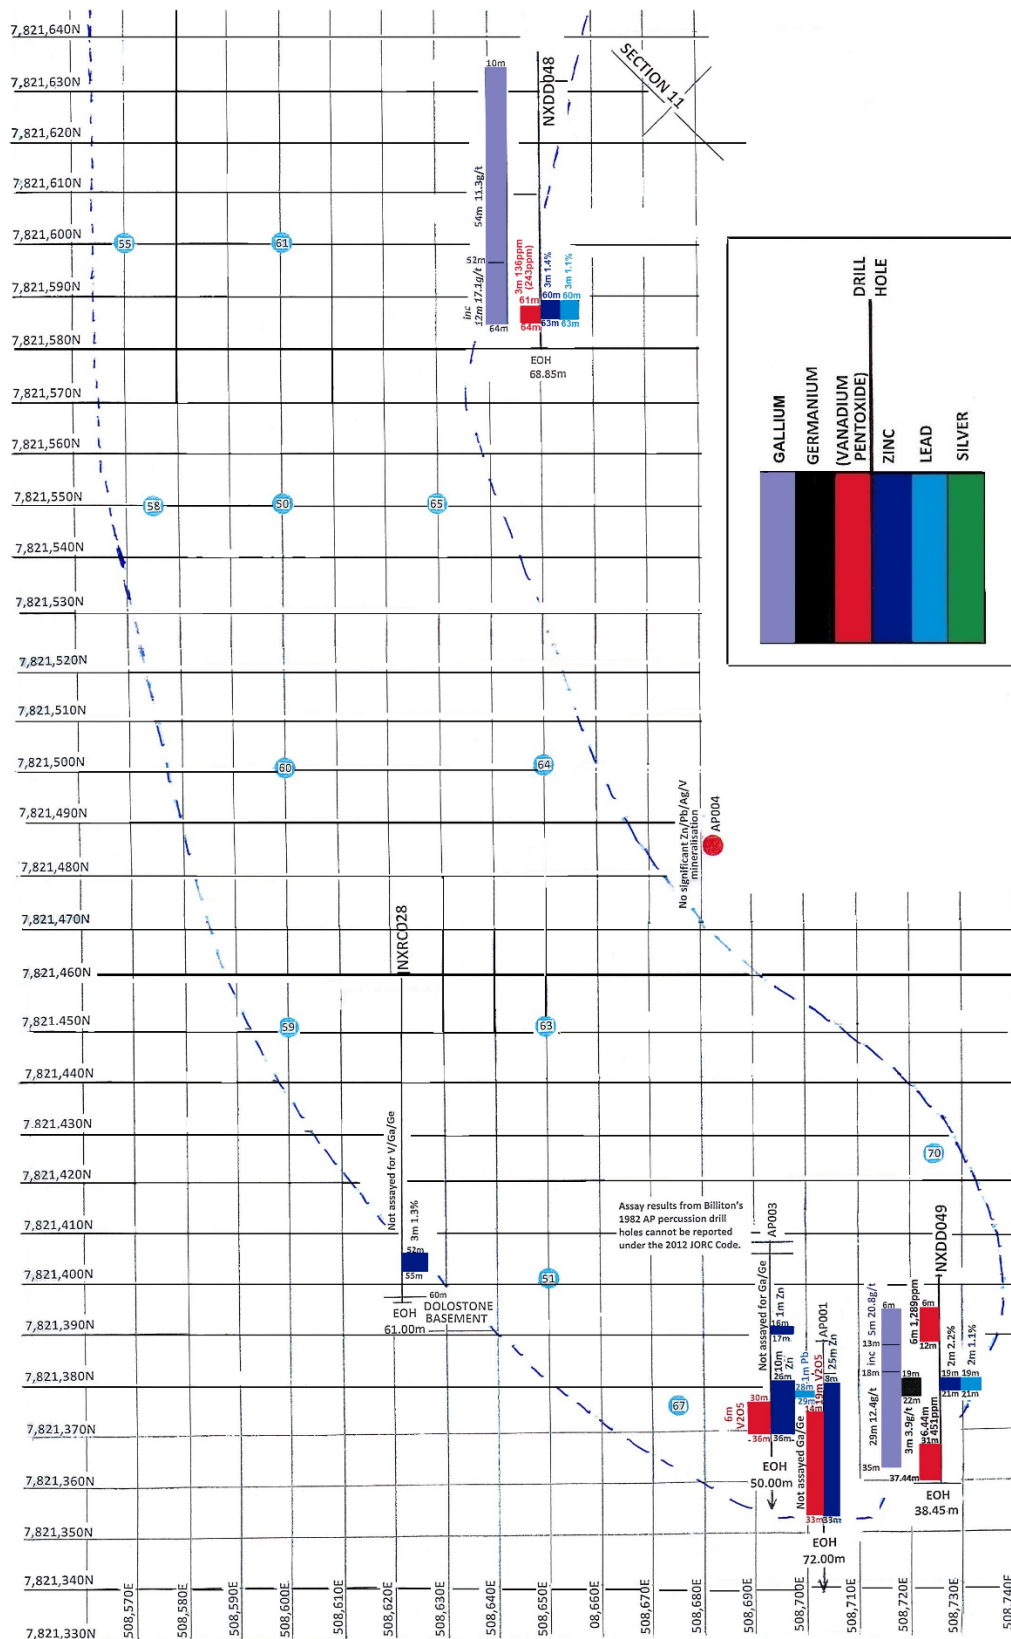 7,821,640N
7,821,630N
7,821,620N
7,821,610N
7,821,600N
7,821,590N
7,821,580N
7,821,570N
7,821,560N
7,821,550N
7,821,540N
7,821,530N
7,821,520N
7,821,510N
7,821,500N
7,821,490N
7,821,480N
7,821,470N
7,821,460N
7,821.450N
7,821,440N
7,821,430N
7,821,420N
7,821,410N
7,821,400N
7,821,390N
7,821,380N
7,821,370N
7,821,360N
7,821,350N
7,821,340N
7,821,330N
SECTION 11
NXDD048
10m
54m 11.3g/t
52m
inc
12m 17.1g/t
64m
3m 136ppm
(243ppm)
61m
64m
3m 1.4%
60m
63m
3m 1.1%
60m
63m
EOH
68.85m
55
61
58
50
65
60
64
59
63
70
51
67
GALLIUM
GERMANIUM
(VANADIUM
PENTOXIDE)
DRILL
HOLE
ZINC
LEAD
SILVER
No significant Zn/Pb/Ag/V
mineralisation
AP004
NXRC028
Not assayed for V/Ga/Ge
3m 1.3%
52m
55m
60m
EOH
61.00m
DOLOSTONE
BASEMENT
Assay results from Billiton's
1982 AP percussion drill
holes cannot be reported
under the 2012 JORC Code.
AP003
Not assayed for Ga/Ge
1m Zn
16m
17m
10m
Zn
26m
36m
30m
6m
V2O5
36m
1m Pb
28m
29m
EOH
50.00m
AP001
Not assayed Ga/Ge
19m V2O5
14m
33m
25m Zn
8m
33m
EOH
72.00m
NXDD049
6m
inc 5m 20.8g/t
13m
18m
29m 12.4g/t
35m
19m
22m
3m 3.9g/t
6m 1,289ppm
6m
12m
6.44m
451ppm
31m
37.44m
2m 2.2%
19m
21m
2m 1.1%
19m
21m
EOH
38.45m
508,570E
508,580E
508,590E
508,600E
508,610E
508,620E
508,630E
508,640E
508,650E
508,660E
508,670E
508,680E
508,690E
508,700E
508,710E
508,720E
508,730E
508,740E